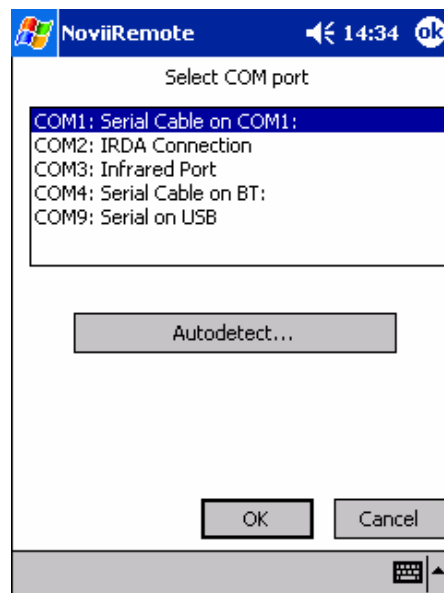 NoviiRemote 14:34 ok
Select COM port
COM1: Serial Cable on COM1:
COM2: IRDA Connection
COM3: Infrared Port
COM4: Serial Cable on BT:
COM9: Serial on USB
Autodetect...
OK Cancel